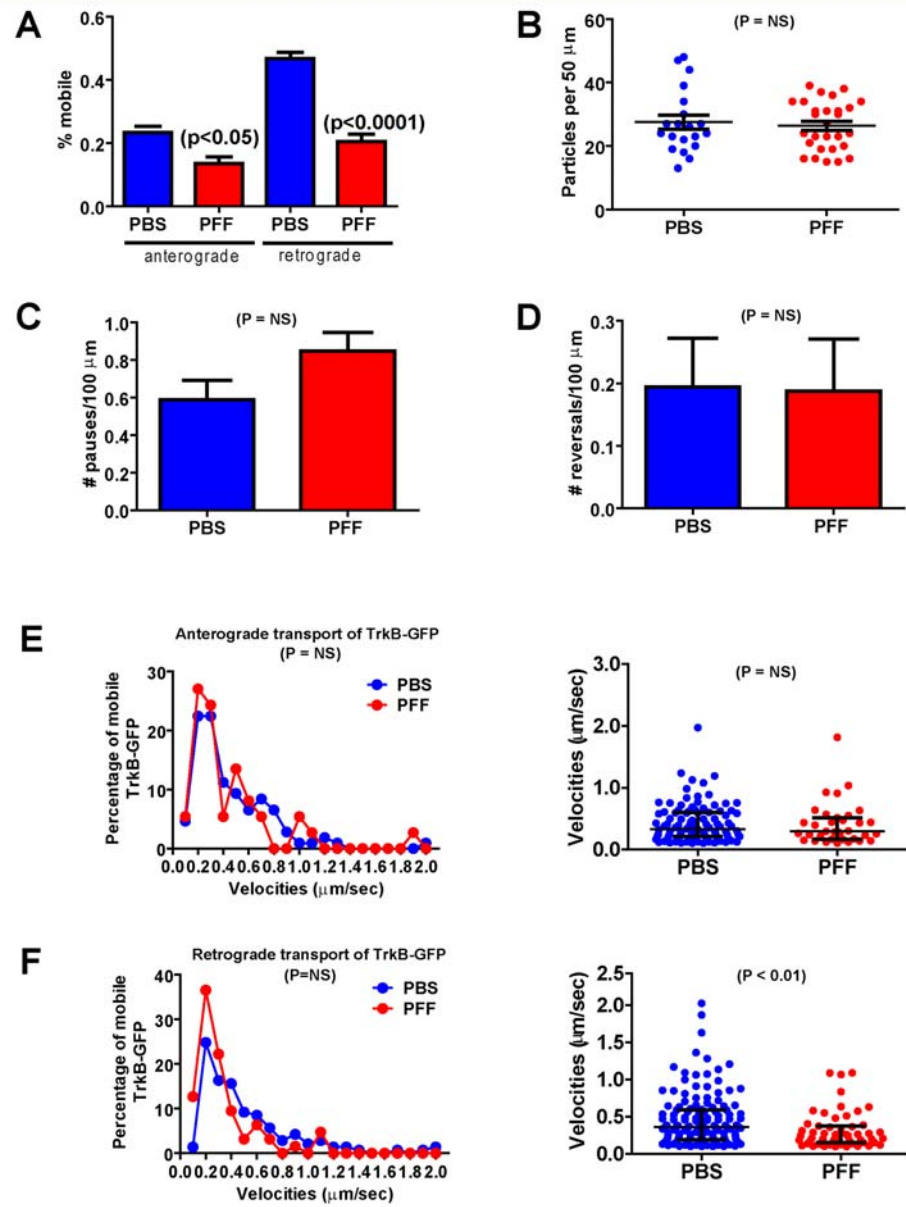 A
% mobile
0.6
0.4
0.2
0.0
(p<0.05)
(p<0.0001)
PBS
PFF
PBS
PFF
anterograde
retrograde
B
(P = NS)
Particles per 50 µm
60
40
20
0
PBS
PFF
C
(P = NS)
# pauses/100 µm
1.0
0.8
0.6
0.4
0.2
0.0
PBS
PFF
D
(P = NS)
# reversals/100 µm
0.3
0.2
0.1
0.0
PBS
PFF
E
Anterograde transport of TrkB-GFP
(P = NS)
Percentage of mobile
TrkB-GFP
30
20
10
0
PBS
PFF
0.0 0.2 0.4 0.6 0.8 1.0 1.2 1.4 1.6 1.8 2.0
Velocities (µm/sec)
(P = NS)
Velocities (µm/sec)
3.0
2.0
1.0
0.0
PBS
PFF
F
Retrograde transport of TrkB-GFP
(P=NS)
Percentage of mobile
TrkB-GFP
40
30
20
10
0
PBS
PFF
0.0 0.2 0.4 0.6 0.8 1.0 1.2 1.4 1.6 1.8 2.0
Velocities (µm/sec)
(P < 0.01)
Velocities (µm/sec)
2.5
2.0
1.5
1.0
0.5
0.0
PBS
PFF